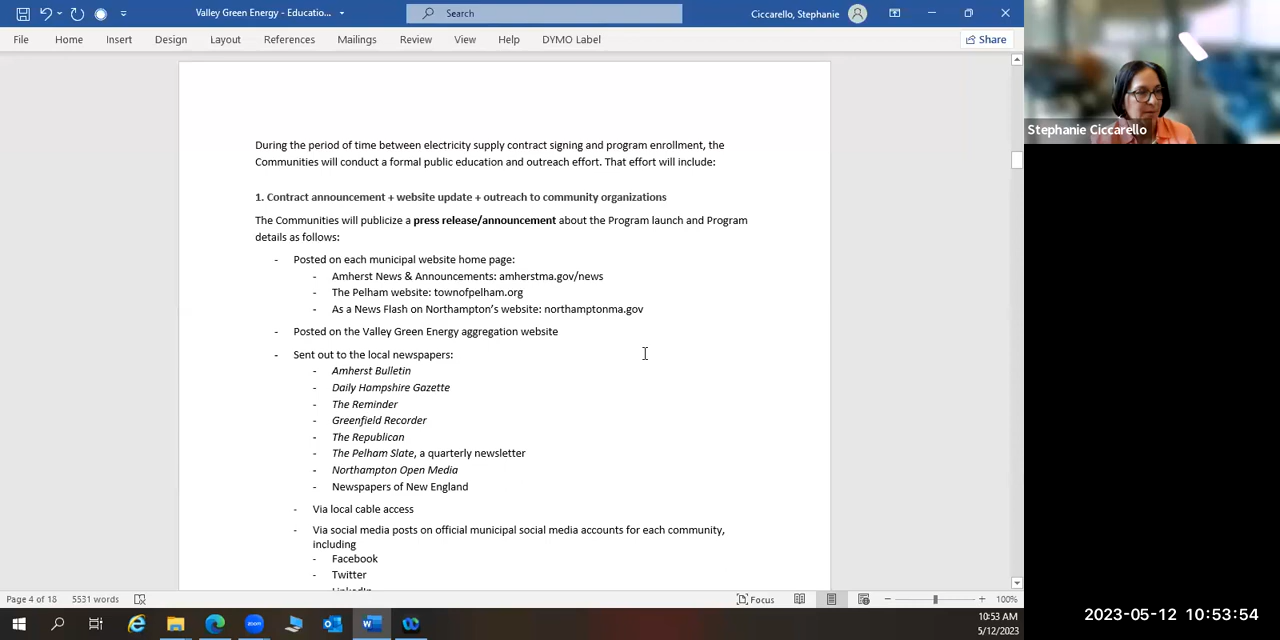 Valley Green Energy - Educatio...
Search
Ciccarello, Stephanie
File Home Insert Design Layout References Mailings Review View Help DYMO Label
Share
During the period of time between electricity supply contract signing and program enrollment, the
Communities will conduct a formal public education and outreach effort. That effort will include:
1. Contract announcement + website update + outreach to community organizations
The Communities will publicize a press release/announcement about the Program launch and Program
details as follows:
- Posted on each municipal website home page:
- Amherst News & Announcements: amherstma.gov/news
- The Pelham website: townofpelham.org
- As a News Flash on Northampton's website: northamptonma.gov
- Posted on the Valley Green Energy aggregation website
- Sent out to the local newspapers:
- Amherst Bulletin
- Daily Hampshire Gazette
- The Reminder
- Greenfield Recorder
- The Republican
- The Pelham Slate, a quarterly newsletter
- Northampton Open Media
- Newspapers of New England
- Via local cable access
- Via social media posts on official municipal social media accounts for each community,
including
- Facebook
- Twitter
- LinkedIn
Page 4 of 18 5531 words
Focus
100%
10:53 AM
5/12/2023
Stephanie Ciccarello
2023-05-12 10:53:54